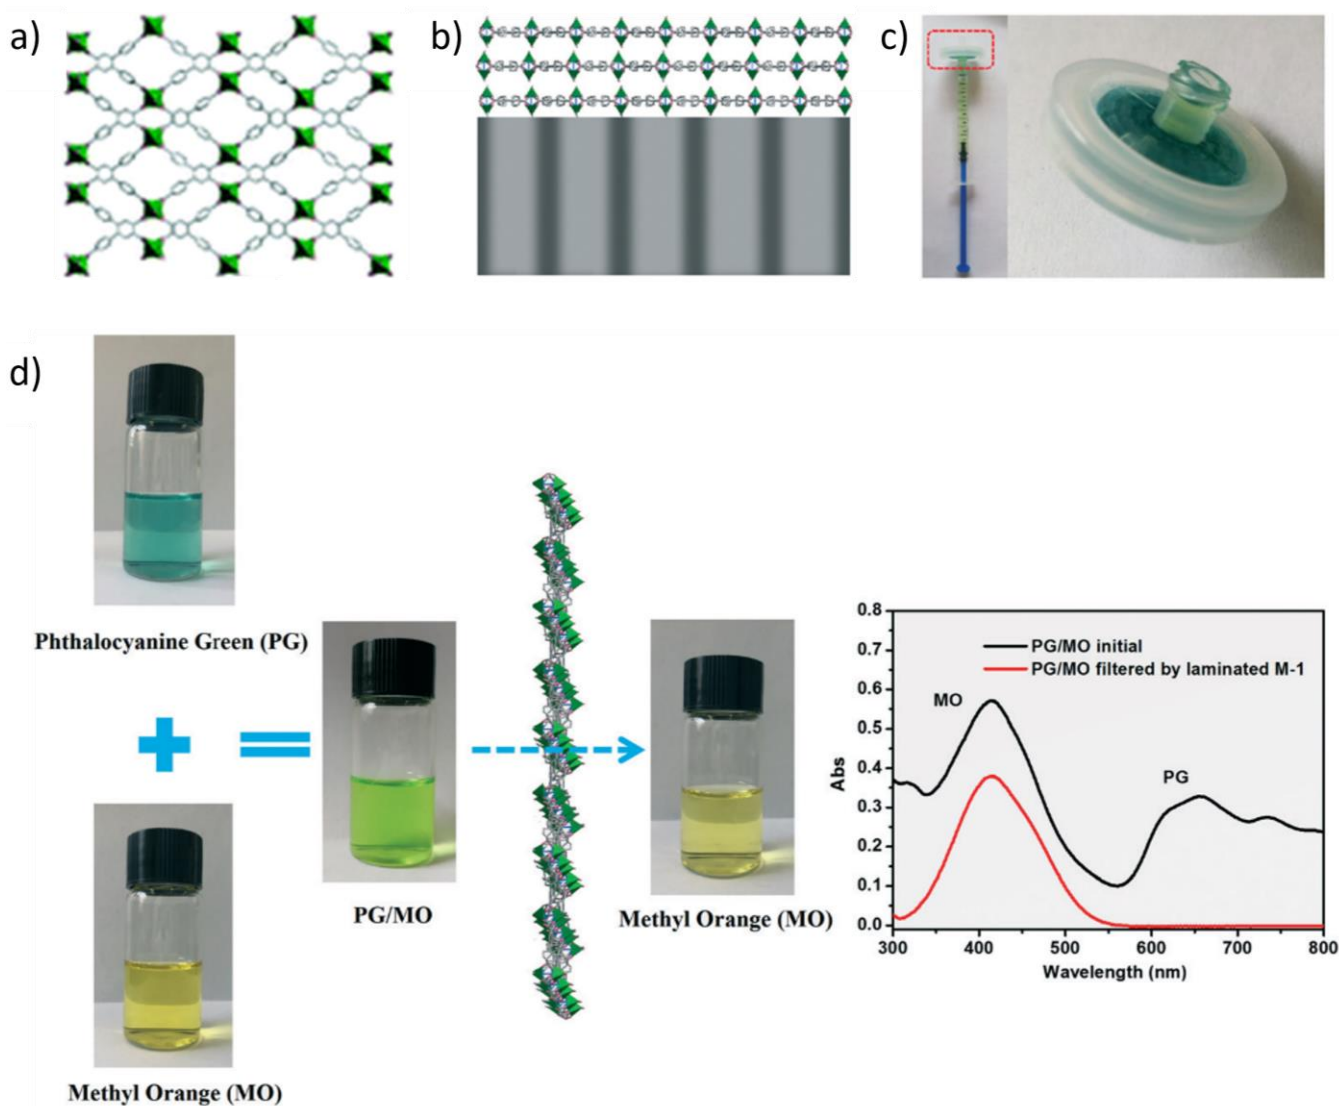 a)
b)
c)
d)
Phthalocyanine Green (PG)
PG/MO
Methyl Orange (MO)
Methyl Orange (MO)
0.8
0.7
0.6
0.5
0.4
0.3
0.2
0.1
0.0
Abs
PG/MO initial
PG/MO filtered by laminated M-1
MO
PG
300
400
500
600
700
800
Wavelength (nm)